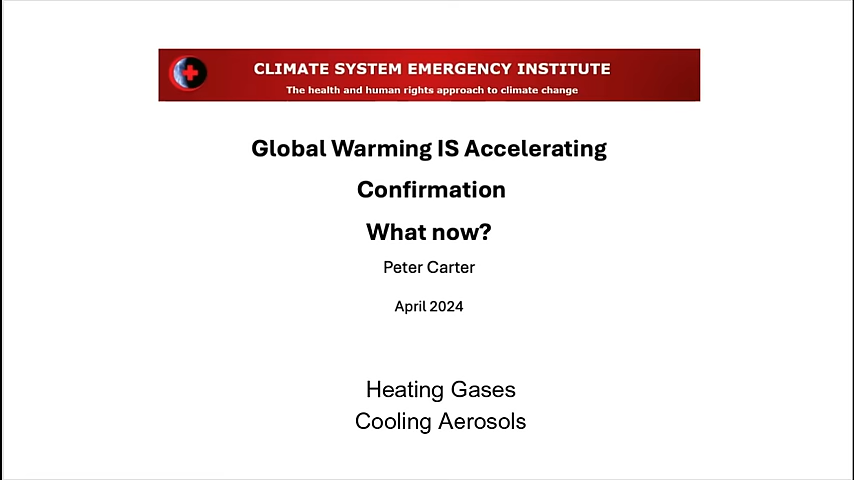 CLIMATE SYSTEM EMERGENCY INSTITUTE
The health and human rights approach to climate change
Global Warming IS Accelerating
Confirmation
What now?
Peter Carter
April 2024
Heating Gases
Cooling Aerosols